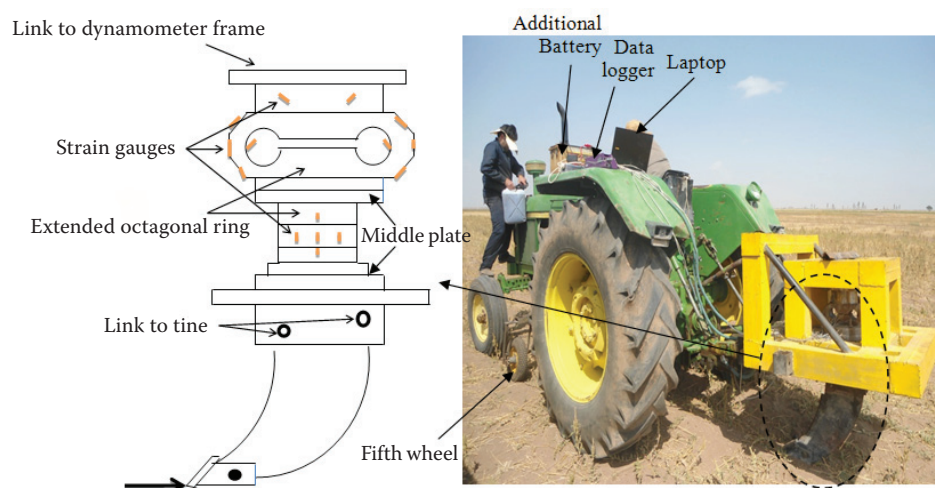 Link to dynamometer frame
Strain gauges
Extended octagonal ring
Middle plate
Link to tine
Additional
Battery
Data
logger
Laptop
Fifth wheel